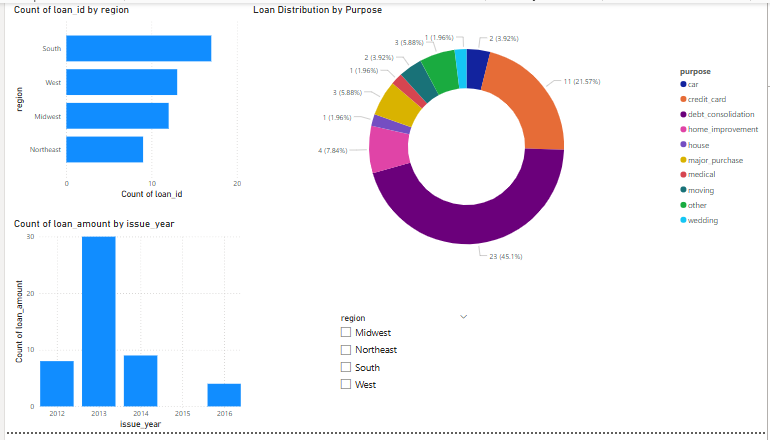 Count of loan_id by region
region
South
West
Midwest
Northeast
0
10
20
Count of loan_id
Loan Distribution by Purpose
1 (1.96%)
2 (3.92%)
3 (5.88%)
2 (3.92%)
1 (1.96%)
3 (5.88%)
1 (1.96%)
4 (7.84%)
11 (21.57%)
23 (45.1%)
purpose
car
credit_card
debt_consolidation
home_improvement
house
major_purchase
medical
moving
other
wedding
Count of loan_amount by issue_year
Count of loan_amount
30
20
10
0
2012
2013
2014
2015
2016
issue_year
region
Midwest
Northeast
South
West